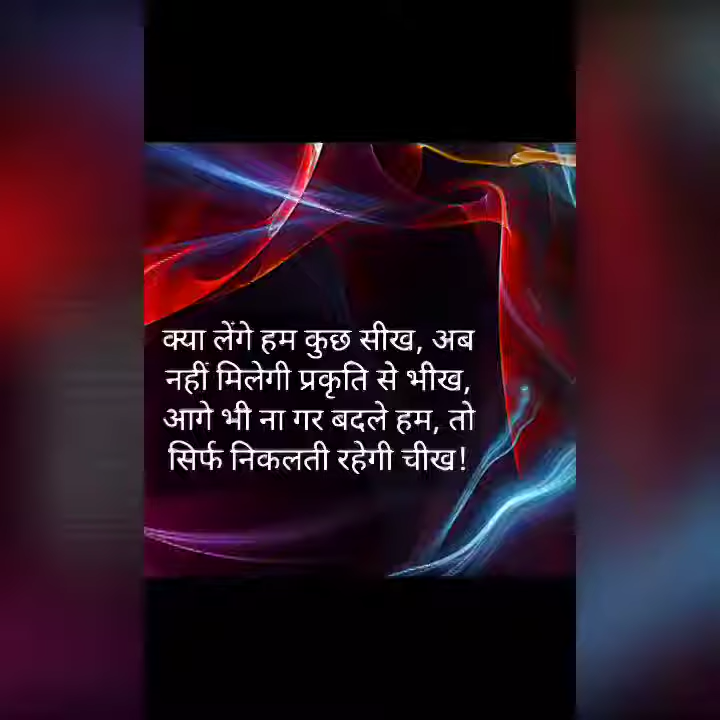 क्या लेंगे हम कुछ सीख, अब
नहीं मिलेगी प्रकृति से भीख,
आगे भी ना गर बदले हम, तो
सिर्फ निकलती रहेगी चीख!